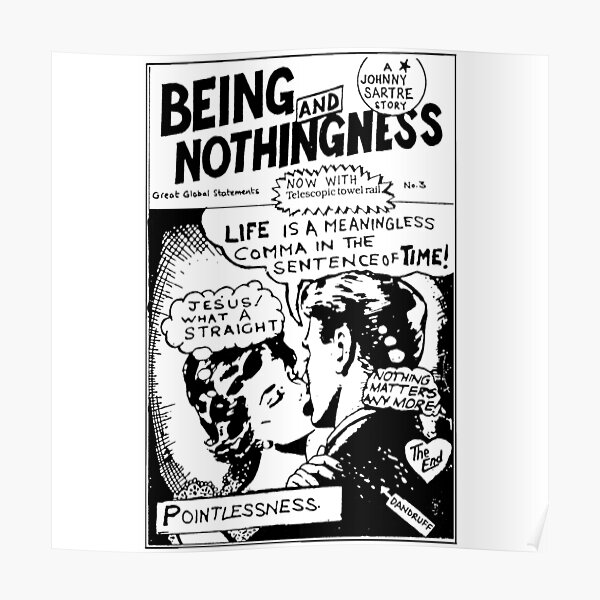 BEING
AND
NOTHINGNESS
A
JOHNNY
SARTRE
STORY
Great Global Statements
NOW WITH
Telescopic towel rail
No.3
LIFE IS A MEANINGLESS
COMMA IN THE
SENTENCE OF TIME!
JESUS!
WHAT A
STRAIGHT
NOTHING
MATTERS
ANY MORE!
The
End
DANDRUFF
POINTLESSNESS.